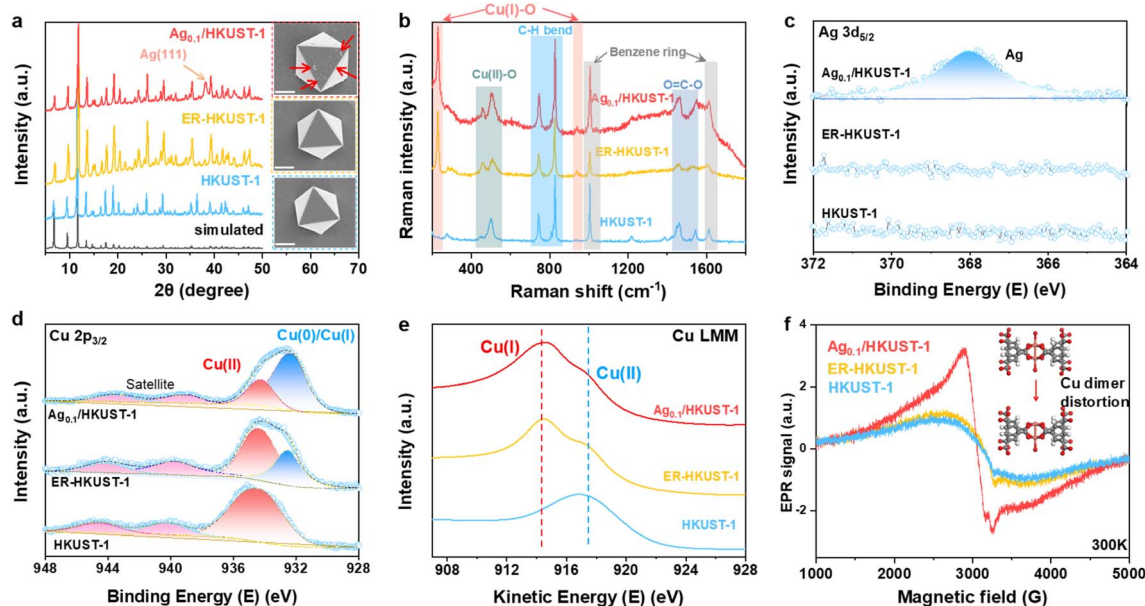 a
Intensity (a.u.)
Ag₀.₁/HKUST-1
Ag(111)
ER-HKUST-1
HKUST-1
simulated
10 20 30 40 50 60 70
2θ (degree)
b
Raman intensity (a.u.)
Cu(I)-O
C-H bend
Benzene ring
Cu(II)-O
O=C-O
Ag₀.₁/HKUST-1
ER-HKUST-1
HKUST-1
400 800 1200 1600
Raman shift (cm⁻¹)
c
Intensity (a.u.)
Ag 3d₅/₂
Ag
Ag₀.₁/HKUST-1
ER-HKUST-1
HKUST-1
372 370 368 366 364
Binding Energy (E) (eV)
d
Intensity (a.u.)
Cu 2p₃/₂
Cu(0)/Cu(I)
Cu(II)
Satellite
Ag₀.₁/HKUST-1
ER-HKUST-1
HKUST-1
948 944 940 936 932 928
Binding Energy (E) (eV)
e
Intensity (a.u.)
Cu LMM
Cu(I)
Cu(II)
Ag₀.₁/HKUST-1
ER-HKUST-1
HKUST-1
908 912 916 920 924 928
Kinetic Energy (E) (eV)
f
EPR signal (a.u.)
4
2
0
-2
Ag₀.₁/HKUST-1
ER-HKUST-1
HKUST-1
Cu dimer
distortion
300K
1000 2000 3000 4000 5000
Magnetic field (G)